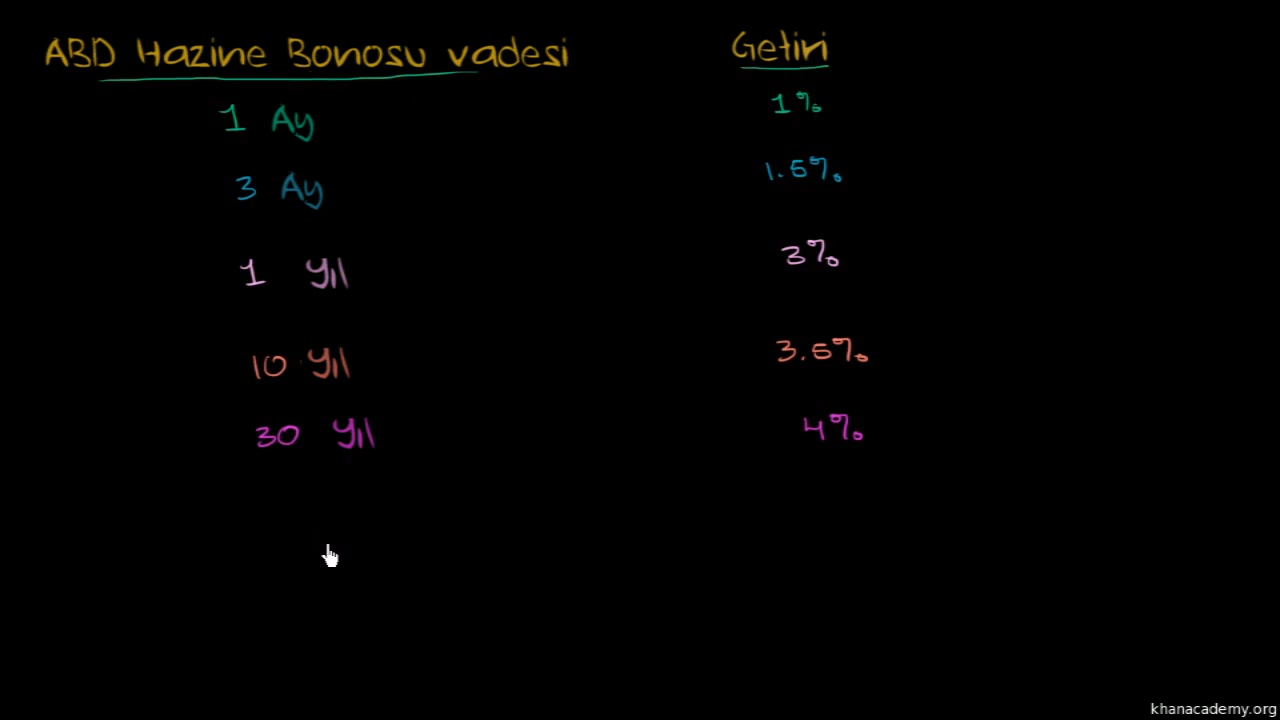 ABD Hazine Bonosu vadesi Getiri
1 Ay 1%
3 Ay 1.5%
1 Yıl 3%
10 Yıl 3.5%
30 Yıl 4%
khanacademy.org